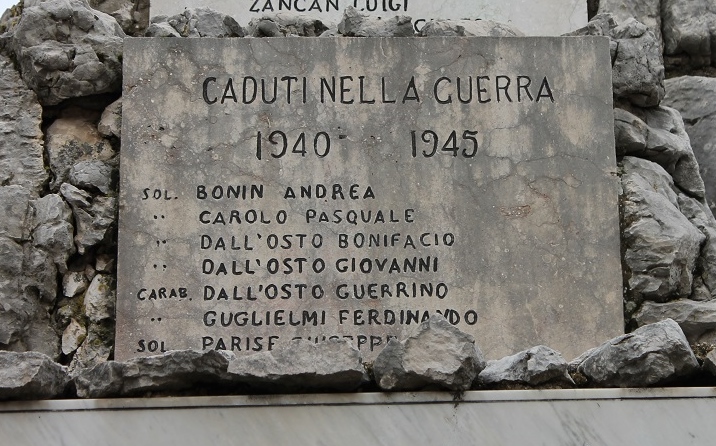 ZANCAN LUIGI
CADUTI NELLA GUERRA
1940 - 1945
SOL. BONIN ANDREA
" CAROLO PASQUALE
" DALL'OSTO BONIFACIO
" DALL'OSTO GIOVANNI
CARAB. DALL'OSTO GUERRINO
" GUGLIELMI FERDINANDO
SOL. PARISE GIUSEPPE